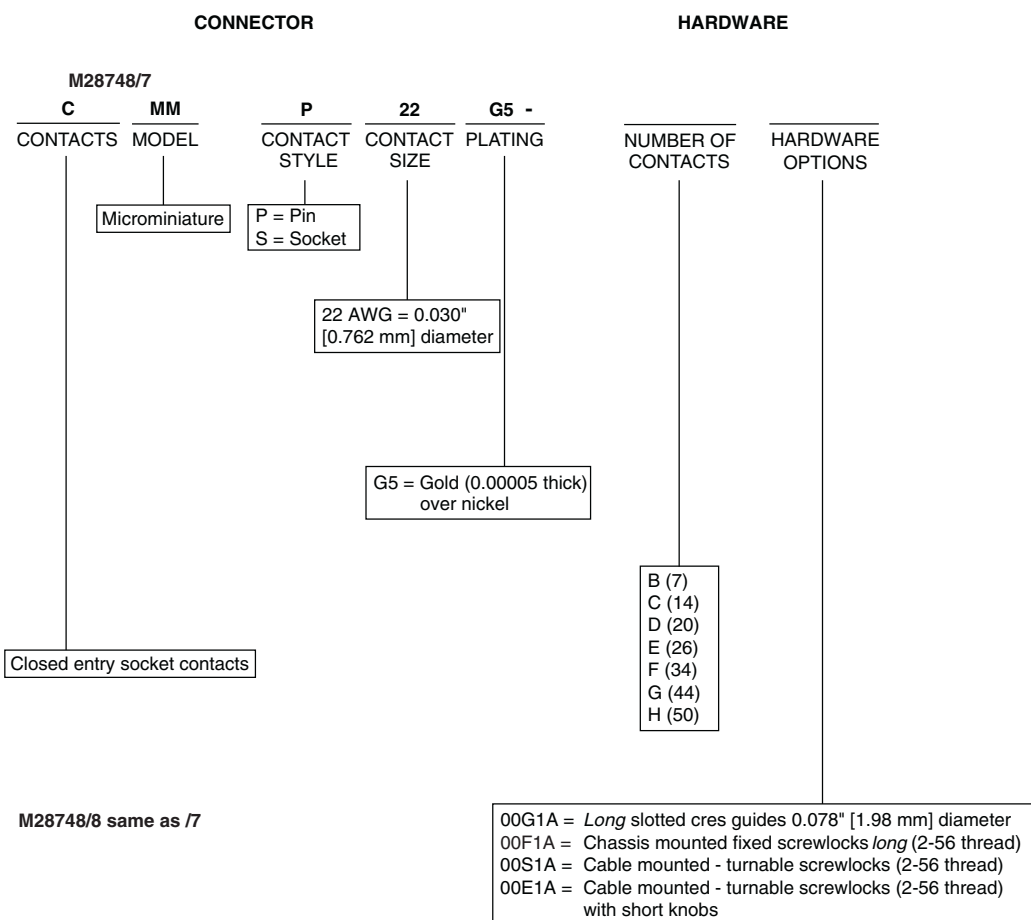 CONNECTOR HARDWARE
M28748/7
C MM P 22 G5 -
CONTACTS MODEL CONTACT STYLE CONTACT SIZE PLATING NUMBER OF CONTACTS HARDWARE OPTIONS
Microminiature
P = Pin
S = Socket
22 AWG = 0.030"
[0.762 mm] diameter
G5 = Gold (0.00005 thick)
over nickel
B (7)
C (14)
D (20)
E (26)
F (34)
G (44)
H (50)
Closed entry socket contacts
M28748/8 same as /7
00G1A = Long slotted cres guides 0.078" [1.98 mm] diameter
00F1A = Chassis mounted fixed screwlocks long (2-56 thread)
00S1A = Cable mounted - turnable screwlocks (2-56 thread)
00E1A = Cable mounted - turnable screwlocks (2-56 thread)
with short knobs